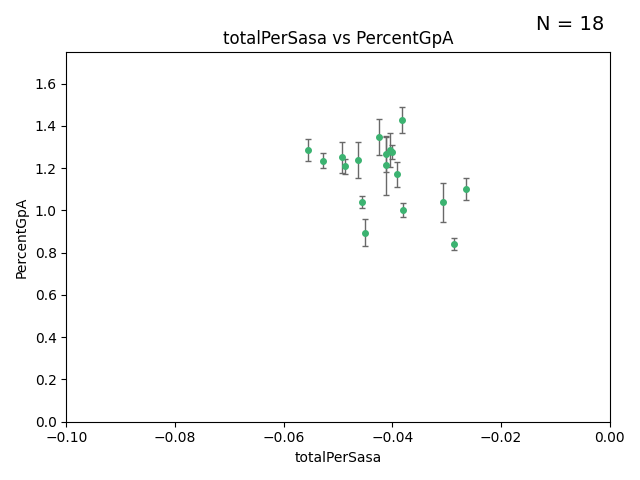 N = 18
totalPerSasa vs PercentGpA
PercentGpA
1.6
1.4
1.2
1.0
0.8
0.6
0.4
0.2
0.0
−0.10 −0.08 −0.06 −0.04 −0.02 0.00
totalPerSasa